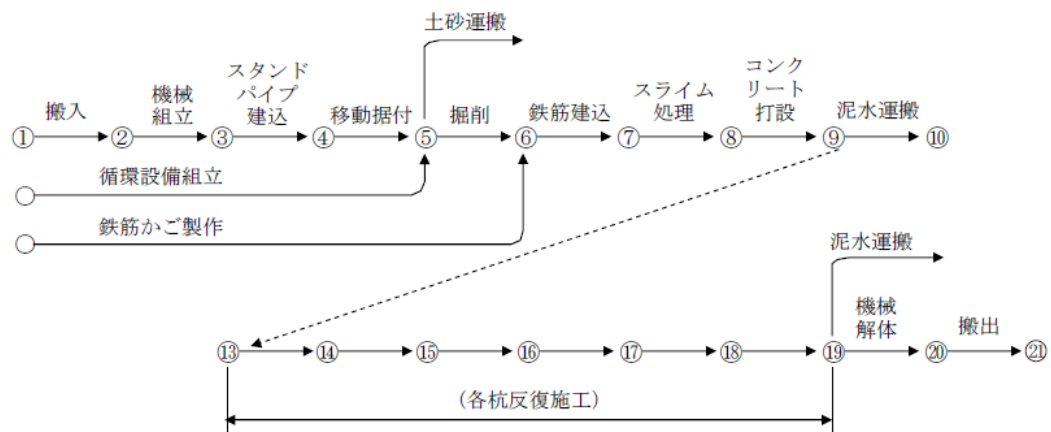 土砂運搬
搬入
機械
組立
スタンド
パイプ
建込
移動据付
掘削
鉄筋建込
スライム
処理
コンク
リート
打設
泥水運搬
① ② ③ ④ ⑤ ⑥ ⑦ ⑧ ⑨ ⑩
循環設備組立
鉄筋かご製作
泥水運搬
機械
解体
搬出
⑬ ⑭ ⑮ ⑯ ⑰ ⑱ ⑲ ⑳ ㉑
(各杭反復施工)